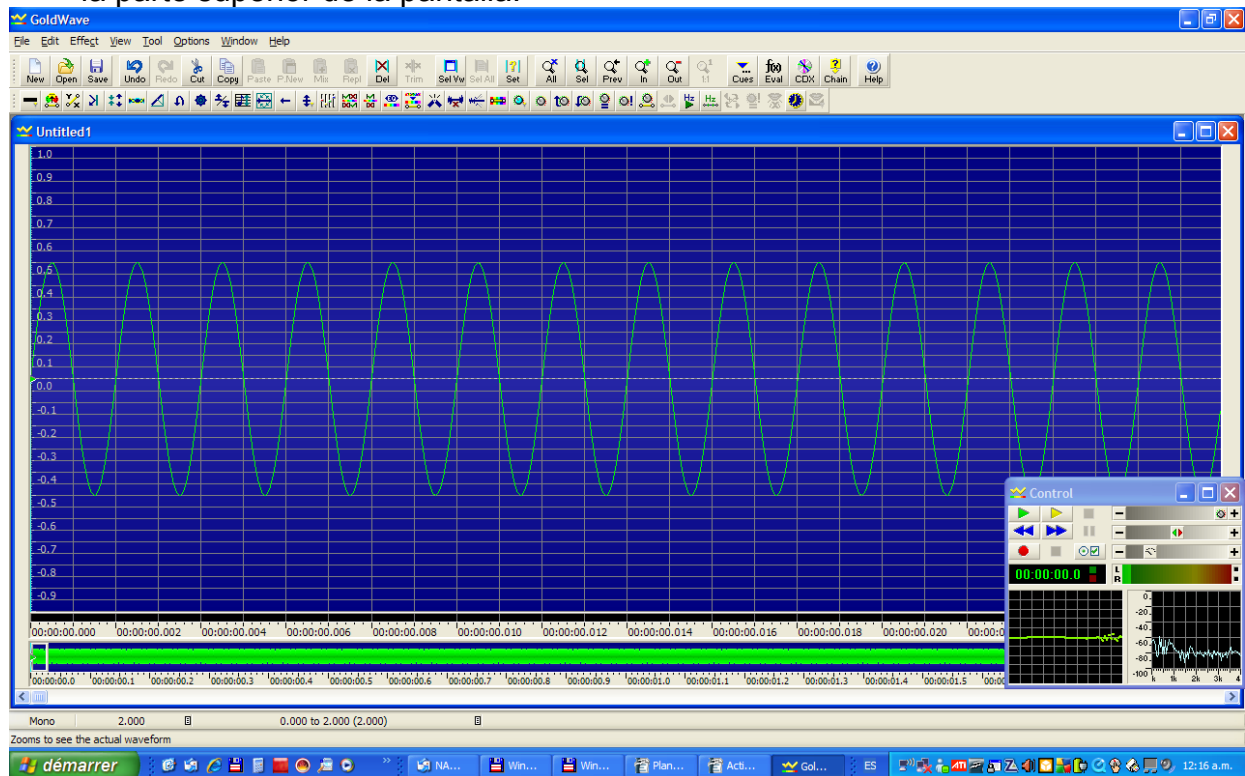 la parte superior de la pantalla.
GoldWave
File Edit Effect View Tool Options Window Help
New Open Save Undo Redo Cut Copy Paste P.New Mix Repl Del Trim Sel Vw Sel All Set All Sel Prev In Out 1:1 Cues Eval CDX Chain Help
Untitled1
1.0
0.9
0.8
0.7
0.6
0.5
0.4
0.3
0.2
0.1
0.0
-0.1
-0.2
-0.3
-0.4
-0.5
-0.6
-0.7
-0.8
-0.9
Control
00:00:00.0
L
R
0
-20
-40
-60
-80
-100
1k 2k 3k 4
00:00:00.000 00:00:00.002 00:00:00.004 00:00:00.006 00:00:00.008 00:00:00.010 00:00:00.012 00:00:00.014 00:00:00.016 00:00:00.018 00:00:00.020 00:00:0
00:00:00.0 00:00:00.1 00:00:00.2 00:00:00.3 00:00:00.4 00:00:00.5 00:00:00.6 00:00:00.7 00:00:00.8 00:00:00.9 00:00:01.0 00:00:01.1 00:00:01.2 00:00:01.3 00:00:01.4 00:00:01.5 00:00
Mono 2.000 0.000 to 2.000 (2.000)
Zooms to see the actual waveform
démarrer NA... Win... Win... Plan... Acti... Gol... ES 12:16 a.m.